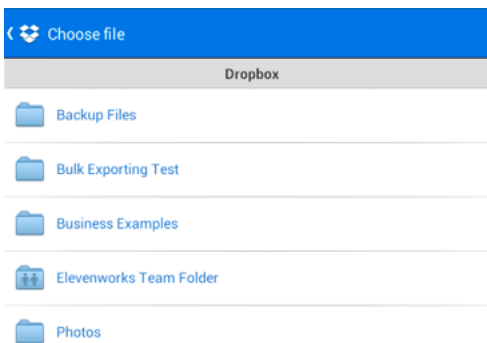 Choose file
Dropbox
Backup Files
Bulk Exporting Test
Business Examples
Elevenworks Team Folder
Photos